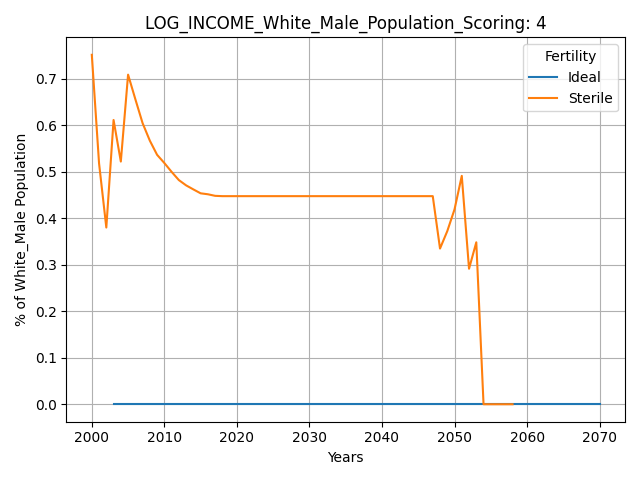 LOG_INCOME_White_Male_Population_Scoring: 4
Fertility
Ideal
Sterile
% of White_Male Population
0.7
0.6
0.5
0.4
0.3
0.2
0.1
0.0
2000 2010 2020 2030 2040 2050 2060 2070
Years